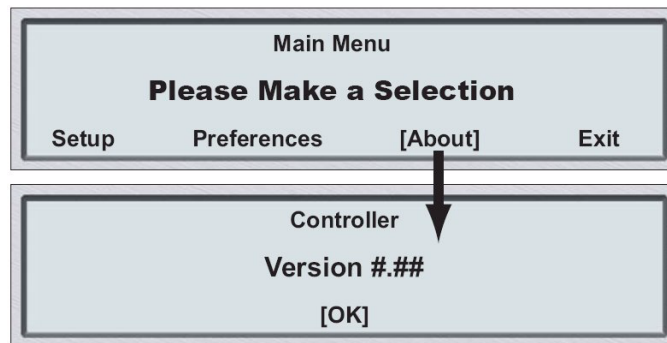 Main Menu
Please Make a Selection
Setup Preferences [About] Exit
Controller
Version #.##
[OK]